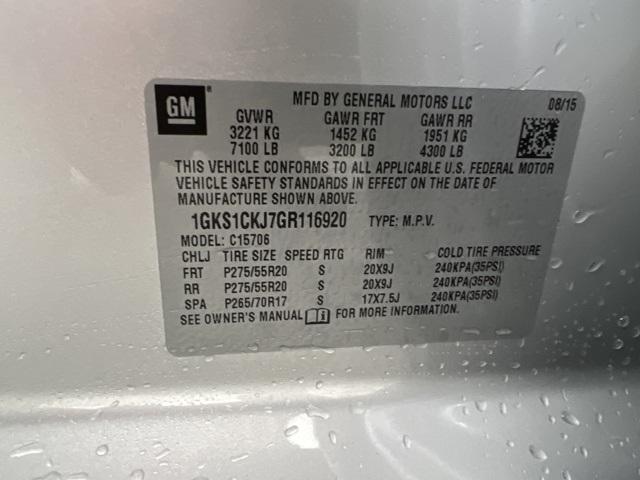 GM
MFD BY GENERAL MOTORS LLC 08/15
GVWR GAWR FRT GAWR RR
3221 KG 1452 KG 1951 KG
7100 LB 3200 LB 4300 LB
THIS VEHICLE CONFORMS TO ALL APPLICABLE U.S. FEDERAL MOTOR
VEHICLE SAFETY STANDARDS IN EFFECT ON THE DATE OF
MANUFACTURE SHOWN ABOVE.
1GKS1CKJ7GR116920 TYPE: M.P.V.
MODEL: C15706
CHLJ TIRE SIZE SPEED RTG RIM COLD TIRE PRESSURE
FRT P275/55R20 S 20X9J 240KPA(35PSI)
RR P275/55R20 S 20X9J 240KPA(35PSI)
SPA P265/70R17 S 17X7.5J 240KPA(35PSI)
SEE OWNER'S MANUAL FOR MORE INFORMATION.